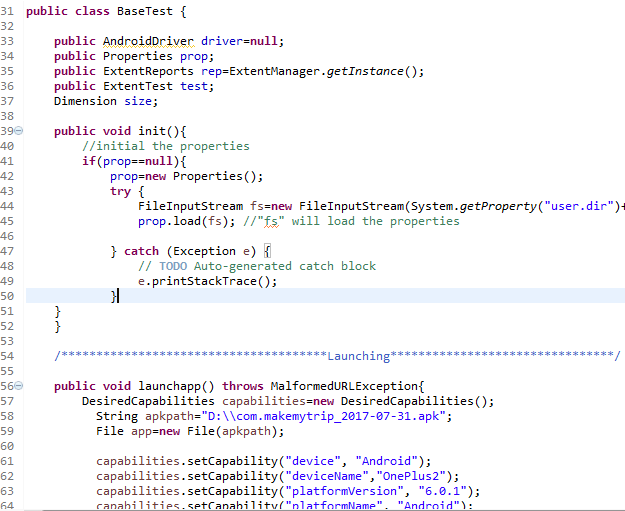 31 public class BaseTest {
32
33 public AndroidDriver driver=null;
34 public Properties prop;
35 public ExtentReports rep=ExtentManager.getInstance();
36 public ExtentTest test;
37 Dimension size;
38
39 public void init(){
40 //initial the properties
41 if(prop==null){
42 prop=new Properties();
43 try {
44 FileInputStream fs=new FileInputStream(System.getProperty("user.dir")+
45 prop.load(fs); //"fs" will load the properties
46
47 } catch (Exception e) {
48 // TODO Auto-generated catch block
49 e.printStackTrace();
50 }
51 }
52 }
53
54 /**************************************Launching********************************/
55
56 public void launchapp() throws MalformedURLException{
57 DesiredCapabilities capabilities=new DesiredCapabilities();
58 String apkpath="D:\\com.makemytrip_2017-07-31.apk";
59 File app=new File(apkpath);
60
61 capabilities.setCapability("device", "Android");
62 capabilities.setCapability("deviceName","OnePlus2");
63 capabilities.setCapability("platformVersion", "6.0.1");
64 capabilities.setCapability("platformName", "Android");